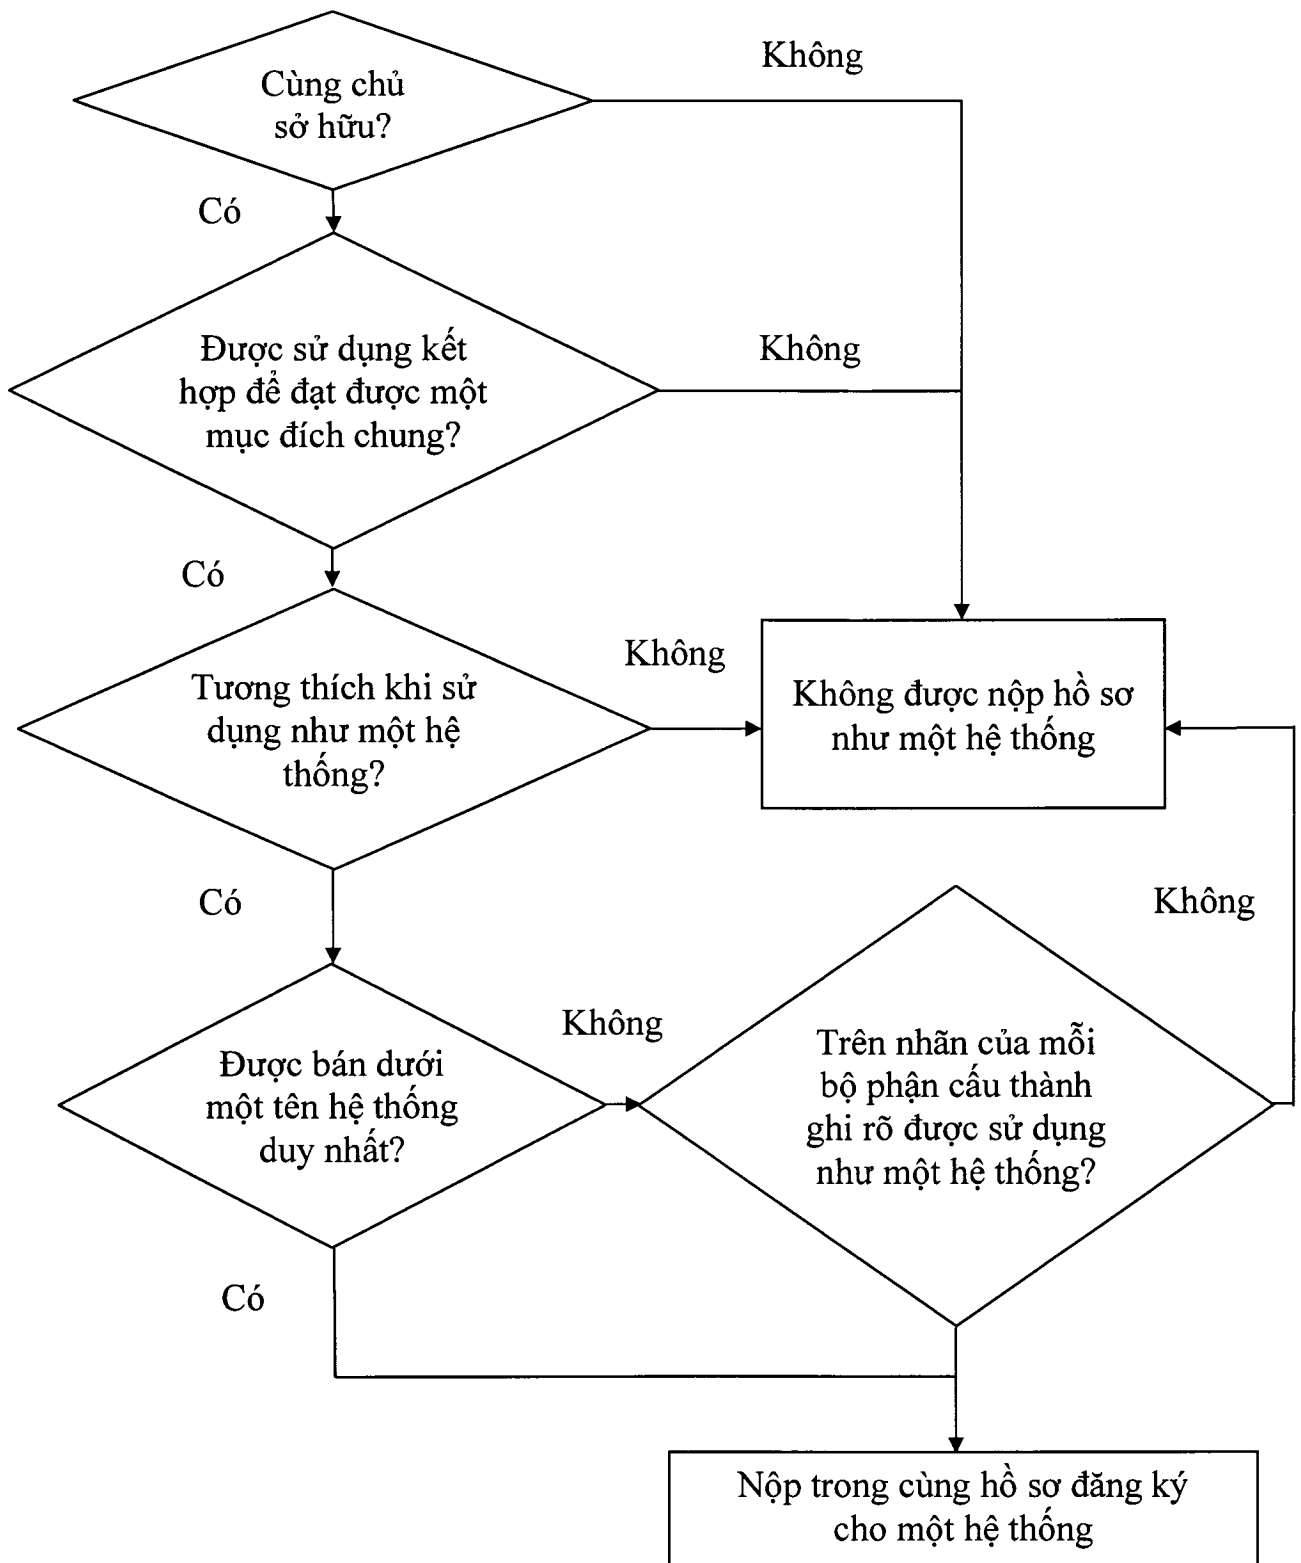 Không
Cùng chủ
sở hữu?
Có
Được sử dụng kết
hợp để đạt được một
mục đích chung?
Không
Có
Không
Tương thích khi sử
dụng như một hệ
thống?
Không được nộp hồ sơ
như một hệ thống
Có
Không
Không
Được bán dưới
một tên hệ thống
duy nhất?
Trên nhãn của mỗi
bộ phận cấu thành
ghi rõ được sử dụng
như một hệ thống?
Có
Nộp trong cùng hồ sơ đăng ký
cho một hệ thống